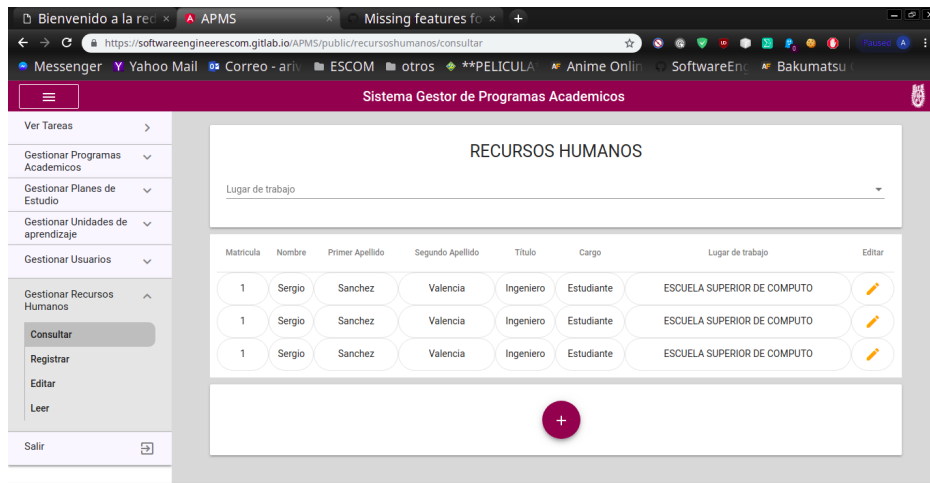 Bienvenido a la red
APMS
Missing features fo
https://softwareengineerescom.gitlab.io/APMS/public/recursoshumanos/consultar
Paused A
Messenger Yahoo Mail Correo - ariv ESCOM otros **PELICULA Anime Onlin SoftwareEng Bakumatsu
Sistema Gestor de Programas Academicos
Ver Tareas
Gestionar Programas
Academicos
Gestionar Planes de
Estudio
Gestionar Unidades de
aprendizaje
Gestionar Usuarios
Gestionar Recursos
Humanos
Consultar
Registrar
Editar
Leer
Salir
RECURSOS HUMANOS
Lugar de trabajo
Matricula Nombre Primer Apellido Segundo Apellido Título Cargo Lugar de trabajo Editar
1 Sergio Sanchez Valencia Ingeniero Estudiante ESCUELA SUPERIOR DE COMPUTO
1 Sergio Sanchez Valencia Ingeniero Estudiante ESCUELA SUPERIOR DE COMPUTO
1 Sergio Sanchez Valencia Ingeniero Estudiante ESCUELA SUPERIOR DE COMPUTO
+